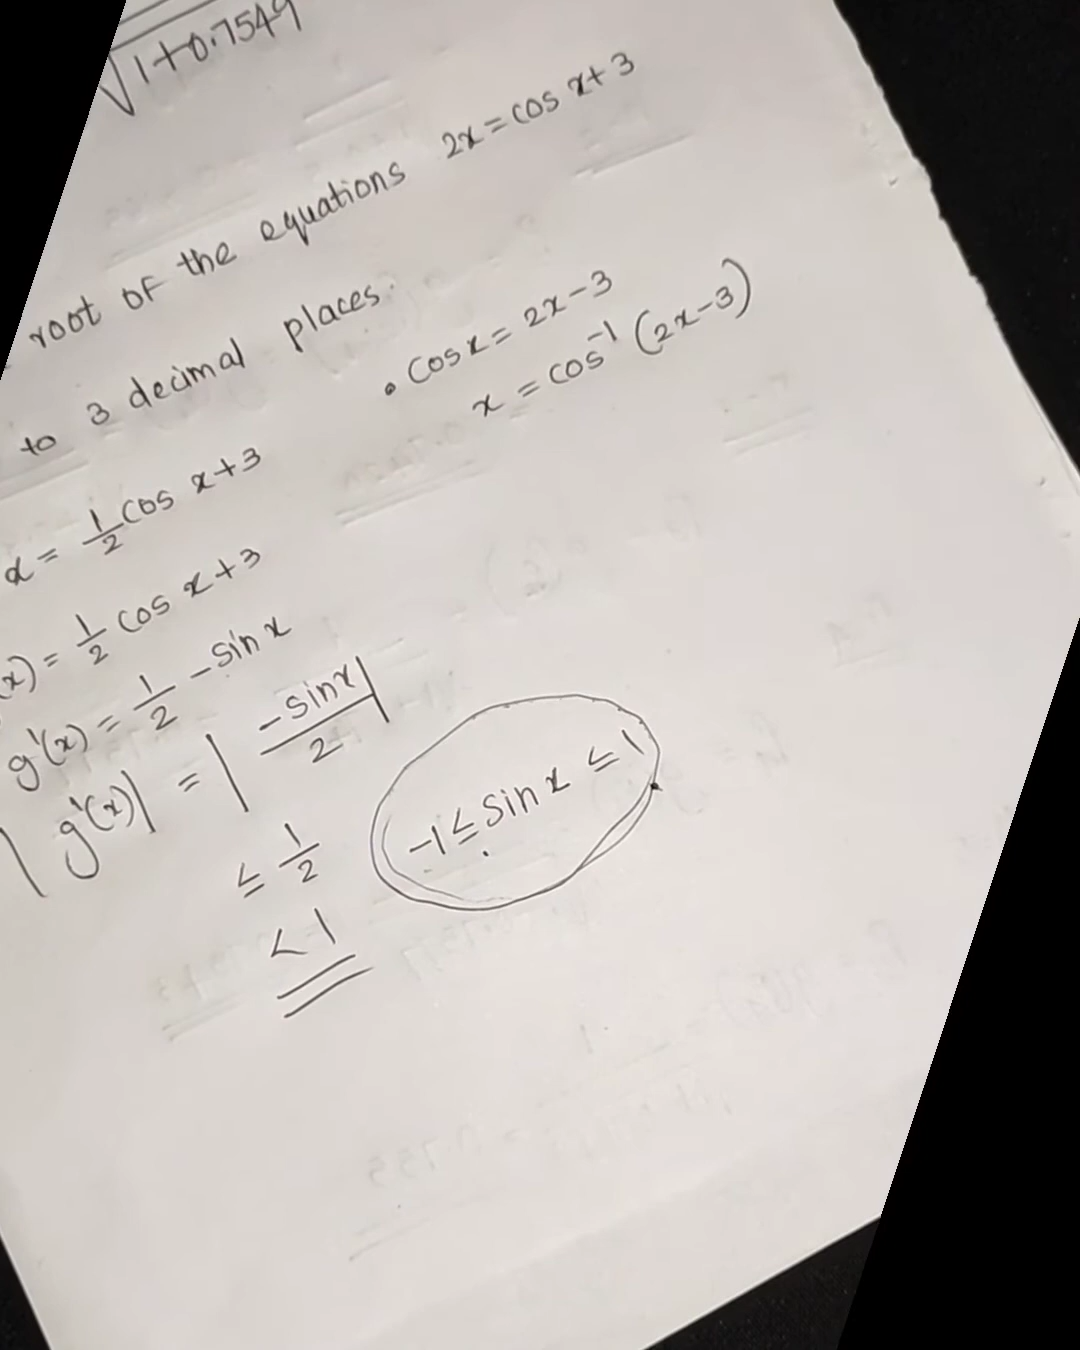 √1+0.7549
root of the equations 2x = cos x + 3
to 3 decimal places.
. cos x = 2x - 3
x = cos⁻¹ (2x-3)
x = 1/2 cos x + 3
(x) = 1/2 cos x + 3
g'(x) = 1/2 - sin x
|g'(x)| = |-sin x/2|
≤ 1/2
-1 ≤ sin x ≤ 1
< 1